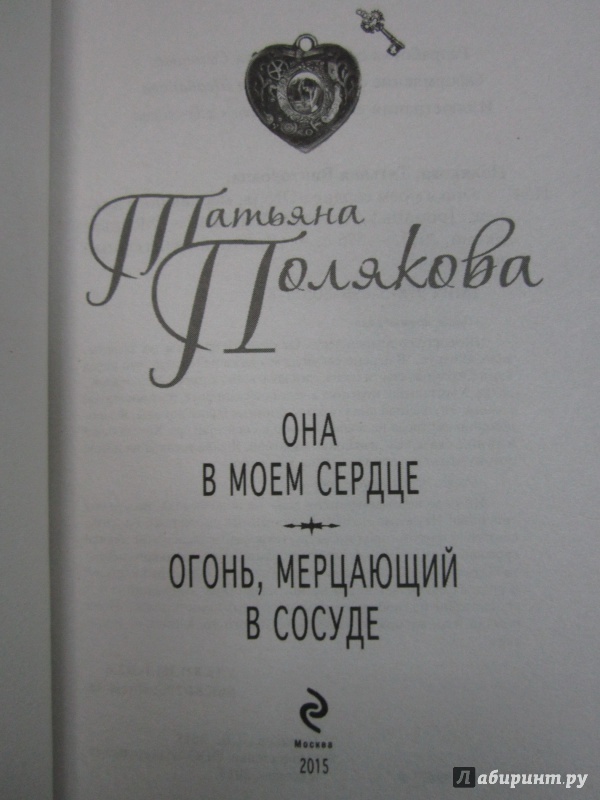 Татьяна
Полякова
ОНА
В МОЕМ СЕРДЦЕ
ОГОНЬ, МЕРЦАЮЩИЙ
В СОСУДЕ
Москва
2015
Лабиринт.ру